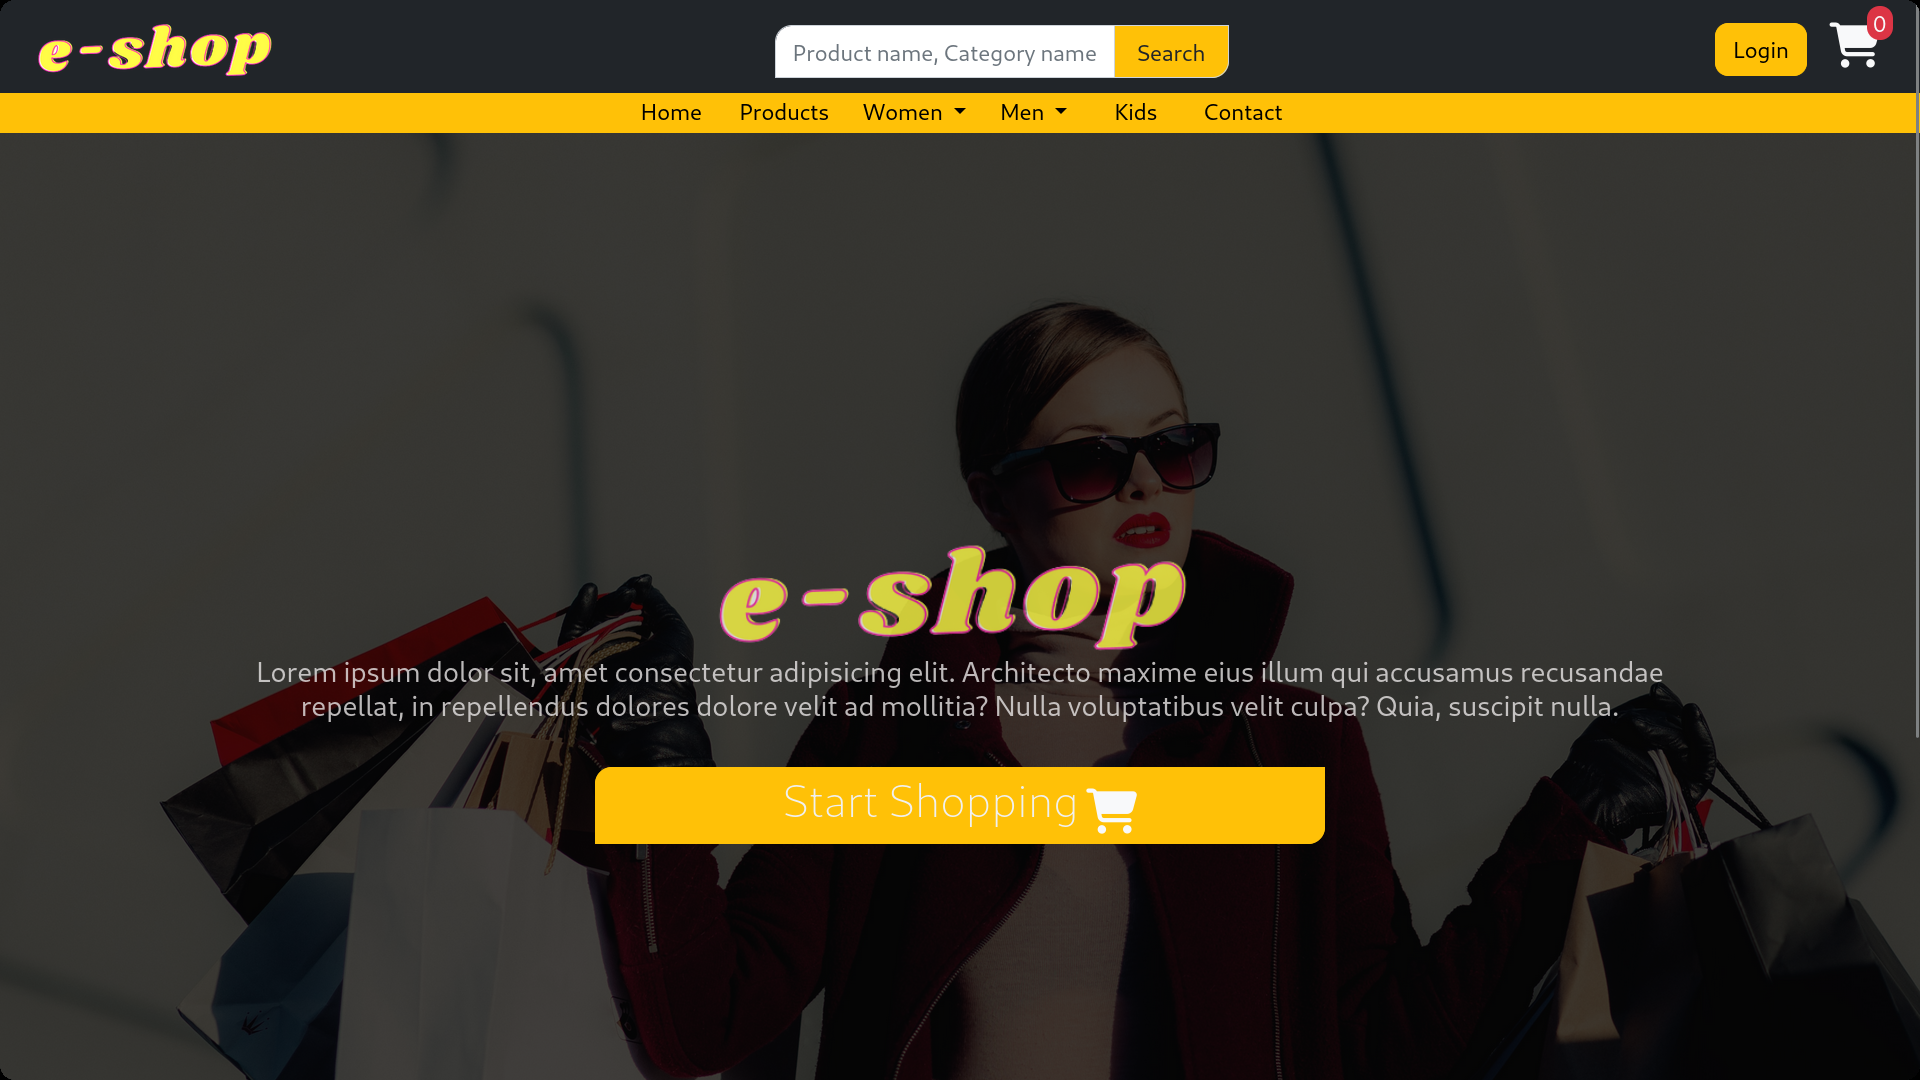 e-shop
Product name, Category name Search
Login 0
Home Products Women Men Kids Contact
e-shop
Lorem ipsum dolor sit, amet consectetur adipisicing elit. Architecto maxime eius illum qui accusamus recusandae
repellat, in repellendus dolores dolore velit ad mollitia? Nulla voluptatibus velit culpa? Quia, suscipit nulla.
Start Shopping